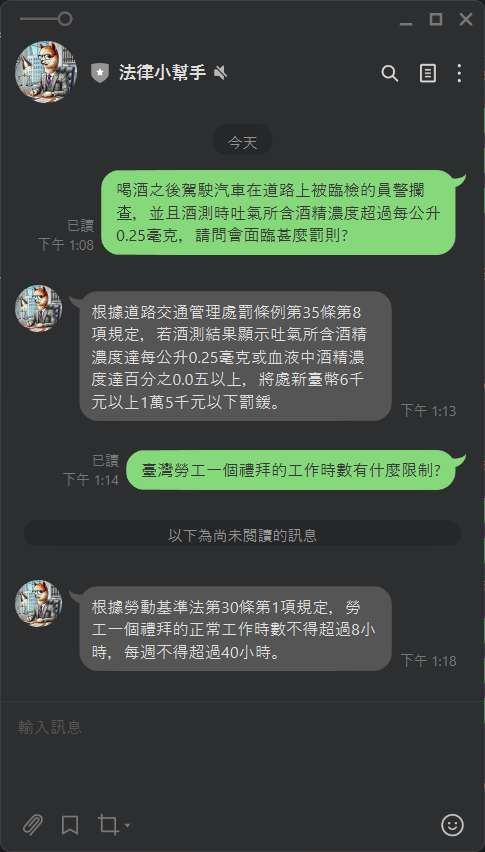 法律小幫手
今天
喝酒之後駕駛汽車在道路上被臨檢的員警攔
查，並且酒測時吐氣所含酒精濃度超過每公升
0.25毫克，請問會面臨甚麼罰則?
已讀
下午 1:08
根據道路交通管理處罰條例第35條第8
項規定，若酒測結果顯示吐氣所含酒精
濃度達每公升0.25毫克或血液中酒精濃
度達百分之0.0五以上，將處新臺幣6千
元以上1萬5千元以下罰鍰。
下午 1:13
已讀
下午 1:14
臺灣勞工一個禮拜的工作時數有什麼限制?
以下為尚未閱讀的訊息
根據勞動基準法第30條第1項規定，勞
工一個禮拜的正常工作時數不得超過8小
時，每週不得超過40小時。
下午 1:18
輸入訊息